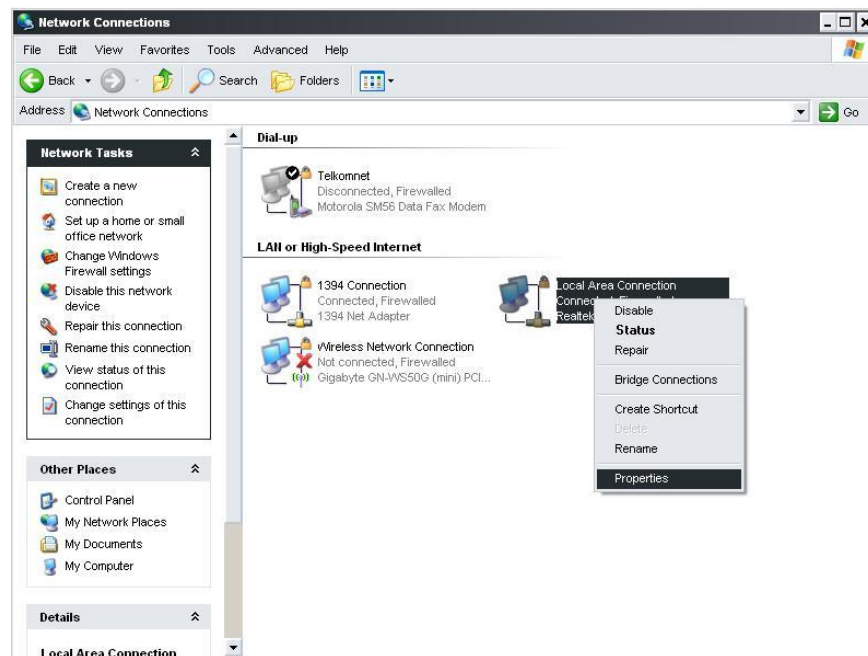 Network Connections
File Edit View Favorites Tools Advanced Help
Back Search Folders
Address Network Connections Go
Network Tasks
Create a new
connection
Set up a home or small
office network
Change Windows
Firewall settings
Disable this network
device
Repair this connection
Rename this connection
View status of this
connection
Change settings of this
connection
Other Places
Control Panel
My Network Places
My Documents
My Computer
Details
Local Area Connection
Dial-up
Telkomnet
Disconnected, Firewalled
Motorola SM56 Data Fax Modem
LAN or High-Speed Internet
1394 Connection
Connected, Firewalled
1394 Net Adapter
Local Area Connection
Realtek
Wireless Network Connection
Not connected, Firewalled
Gigabyte GN-WS50G (mini) PCI...
Disable
Status
Repair
Bridge Connections
Create Shortcut
Delete
Rename
Properties